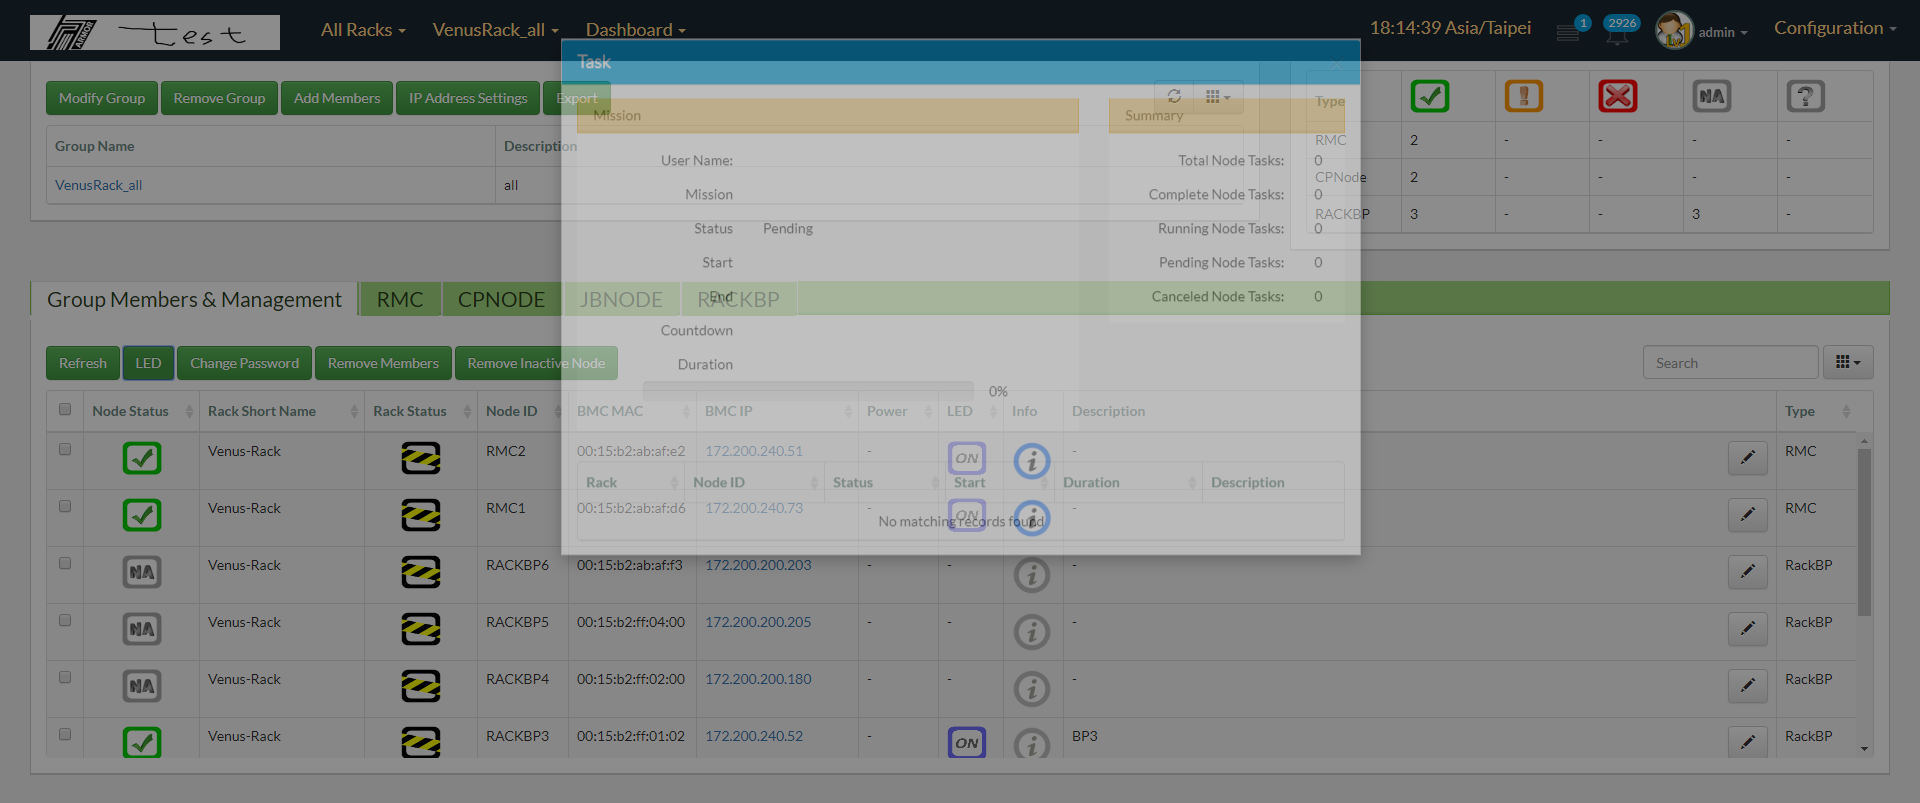 ARMOR test All Racks VenusRack_all Dashboard 18:14:39 Asia/Taipei 1 2926 admin Configuration
Task
Modify Group Remove Group Add Members IP Address Settings Export
Type NA ?
Mission Summary
Group Name Description
VenusRack_all all
RMC 2 - - - -
CPNode 2 - - - -
RACKBP 3 - - 3 -
User Name: Total Node Tasks: 0
Mission Complete Node Tasks: 0
Status Pending Running Node Tasks: 0
Start Pending Node Tasks: 0
End Canceled Node Tasks: 0
Countdown
Duration
0%
Group Members & Management RMC CPNODE JBNODE RACKBP
Refresh LED Change Password Remove Members Remove Inactive Node Search
Node Status Rack Short Name Rack Status Node ID BMC MAC BMC IP Power LED Info Description Type
Venus-Rack RMC2 00:15:b2:ab:af:e2 172.200.240.51 - ON i - RMC
Rack Node ID Status Start Duration Description
Venus-Rack RMC1 00:15:b2:ab:af:d6 172.200.240.73 - ON i - RMC
No matching records found
NA Venus-Rack RACKBP6 00:15:b2:ab:af:f3 172.200.200.203 - - i - RackBP
NA Venus-Rack RACKBP5 00:15:b2:ff:04:00 172.200.200.205 - - i - RackBP
NA Venus-Rack RACKBP4 00:15:b2:ff:02:00 172.200.200.180 - - i - RackBP
Venus-Rack RACKBP3 00:15:b2:ff:01:02 172.200.240.52 - ON i BP3 RackBP